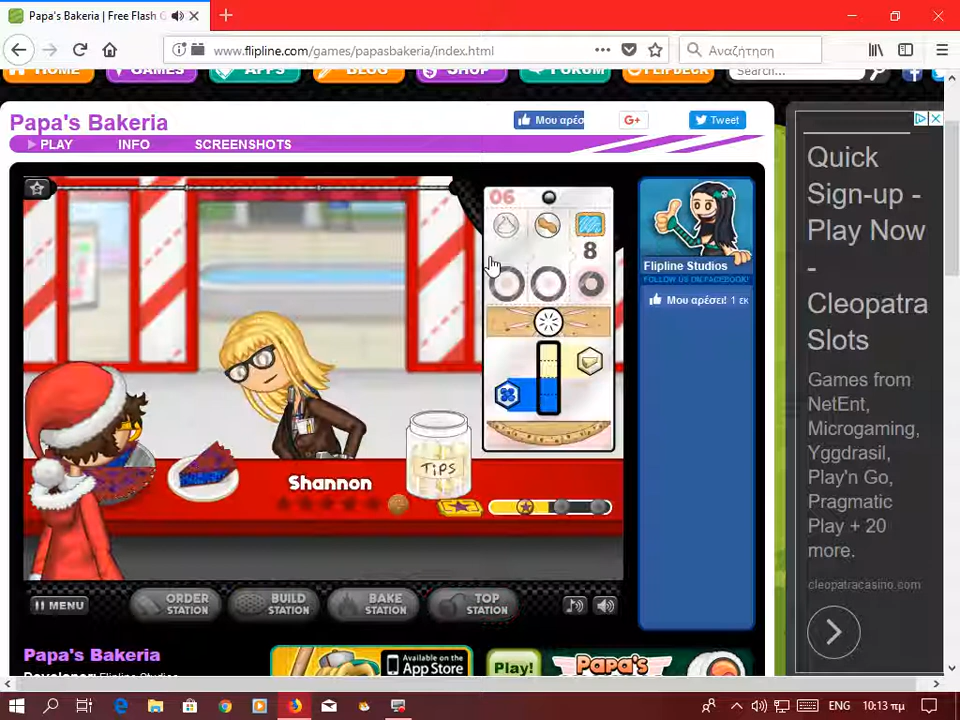 Papa's Bakeria | Free Flash G
www.flipline.com/games/papasbakeria/index.html
Αναζήτηση
HOME GAMES APPS BLOG SHOP FORUM FLIPDECK Search...
Papa's Bakeria
Μου αρέσ
G+
Tweet
PLAY INFO SCREENSHOTS
06
8
TIPS
Shannon
MENU
ORDER STATION
BUILD STATION
BAKE STATION
TOP STATION
Flipline Studios
FOLLOW US ON FACEBOOK!
Μου αρέσει! 1 εκ
Quick
Sign-up -
Play Now
-
Cleopatra
Slots
Games from
NetEnt,
Microgaming,
Yggdrasil,
Play'n Go,
Pragmatic
Play + 20
more.
cleopatracasino.com
Papa's Bakeria
Available on the
App Store
Play!
Papa's
ENG
10:13 πμ